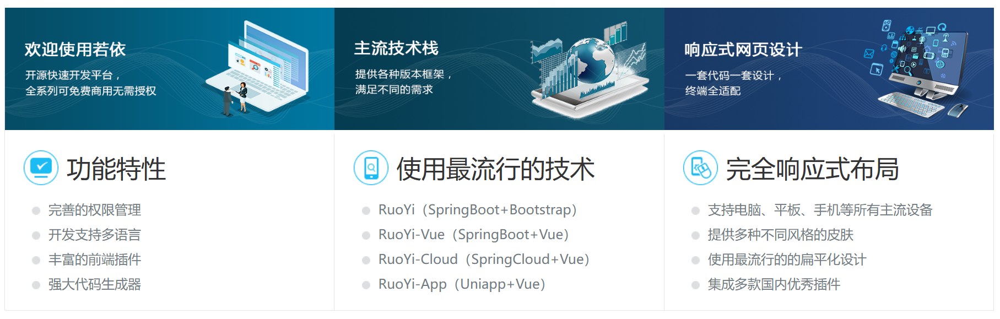 欢迎使用若依
开源快速开发平台，
全系列可免费商用无需授权
主流技术栈
提供各种版本框架，
满足不同的需求
响应式网页设计
一套代码一套设计，
终端全适配
功能特性
完善的权限管理
开发支持多语言
丰富的前端插件
强大代码生成器
使用最流行的技术
RuoYi（SpringBoot+Bootstrap）
RuoYi-Vue（SpringBoot+Vue）
RuoYi-Cloud（SpringCloud+Vue）
RuoYi-App（Uniapp+Vue）
完全响应式布局
支持电脑、平板、手机等所有主流设备
提供多种不同风格的皮肤
使用最流行的的扁平化设计
集成多款国内优秀插件